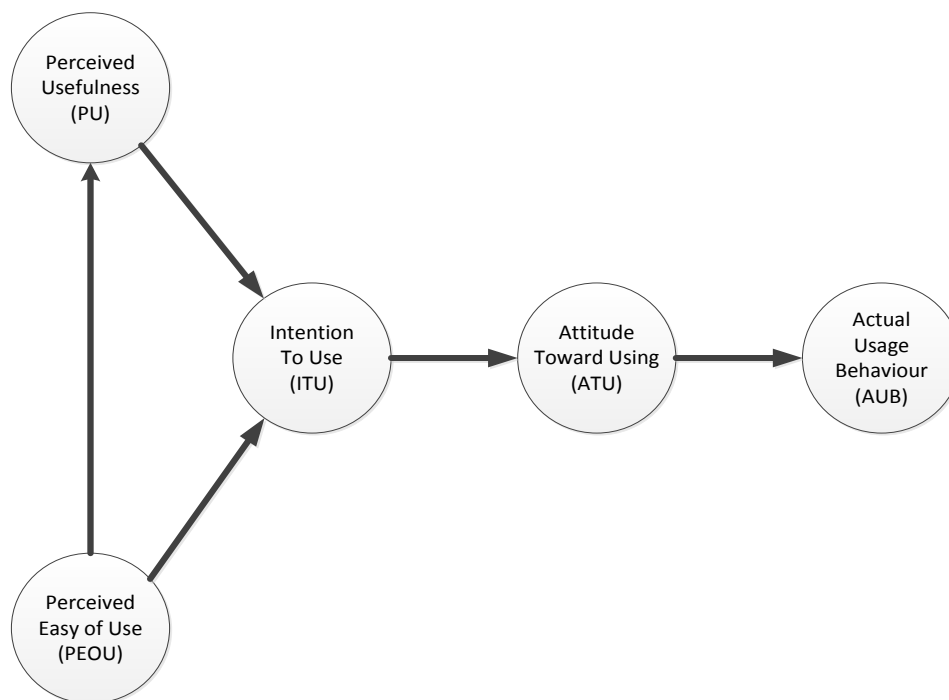 Perceived
Usefulness
(PU)
Intention
To Use
(ITU)
Attitude
Toward Using
(ATU)
Actual
Usage
Behaviour
(AUB)
Perceived
Easy of Use
(PEOU)